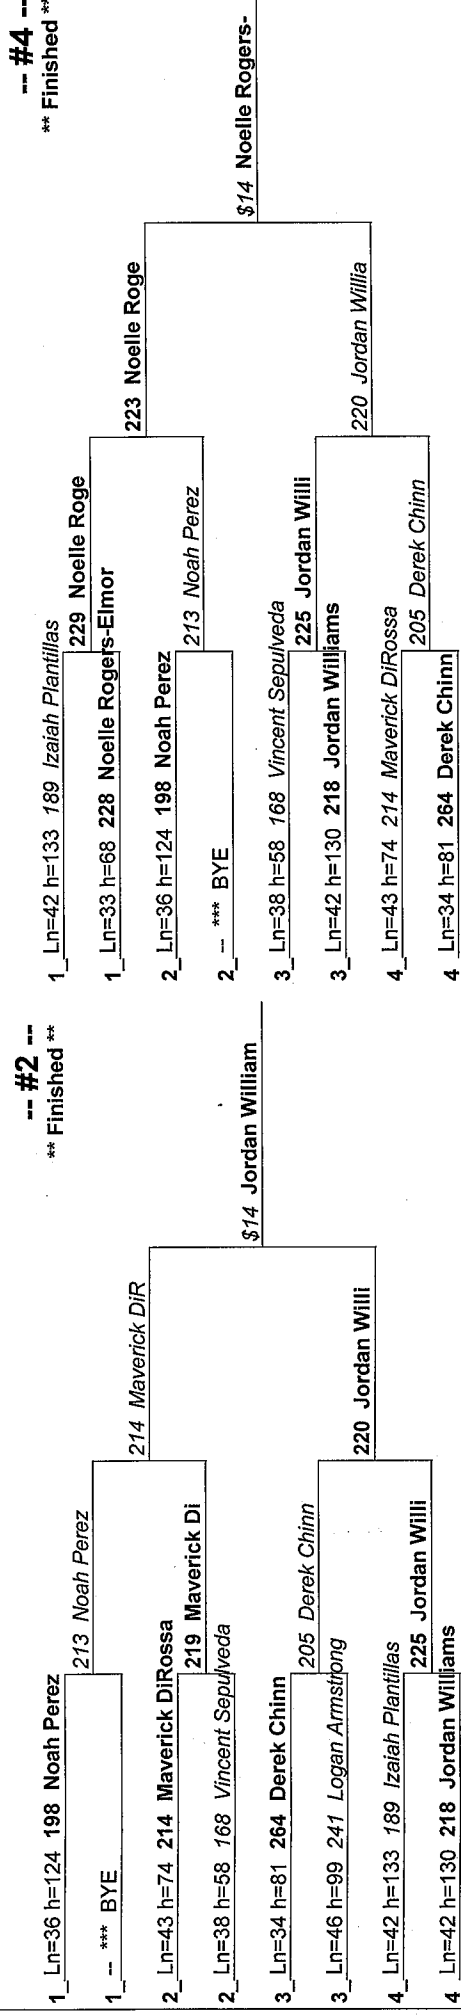 -- #2 --
** Finished **
1 Ln=36 h=124 198 Noah Perez
213 Noah Perez
1 -- *** BYE
214 Maverick DiR
2 Ln=43 h=74 214 Maverick DiRossa
219 Maverick Di
2 Ln=38 h=58 168 Vincent Sepulveda
$14 Jordan William
3 Ln=34 h=81 264 Derek Chinn
205 Derek Chinn
3 Ln=46 h=99 241 Logan Armstrong
220 Jordan Willi
4 Ln=42 h=133 189 Izaiah Plantillas
225 Jordan Willi
4 Ln=42 h=130 218 Jordan Williams
-- #4 --
** Finished **
1 Ln=42 h=133 189 Izaiah Plantillas
229 Noelle Roge
1 Ln=33 h=68 228 Noelle Rogers-Elmor
223 Noelle Roge
2 Ln=36 h=124 198 Noah Perez
213 Noah Perez
2 -- *** BYE
$14 Noelle Rogers-
3 Ln=38 h=58 168 Vincent Sepulveda
225 Jordan Willi
3 Ln=42 h=130 218 Jordan Williams
220 Jordan Willia
4 Ln=43 h=74 214 Maverick DiRossa
205 Derek Chinn
4 Ln=34 h=81 264 Derek Chinn